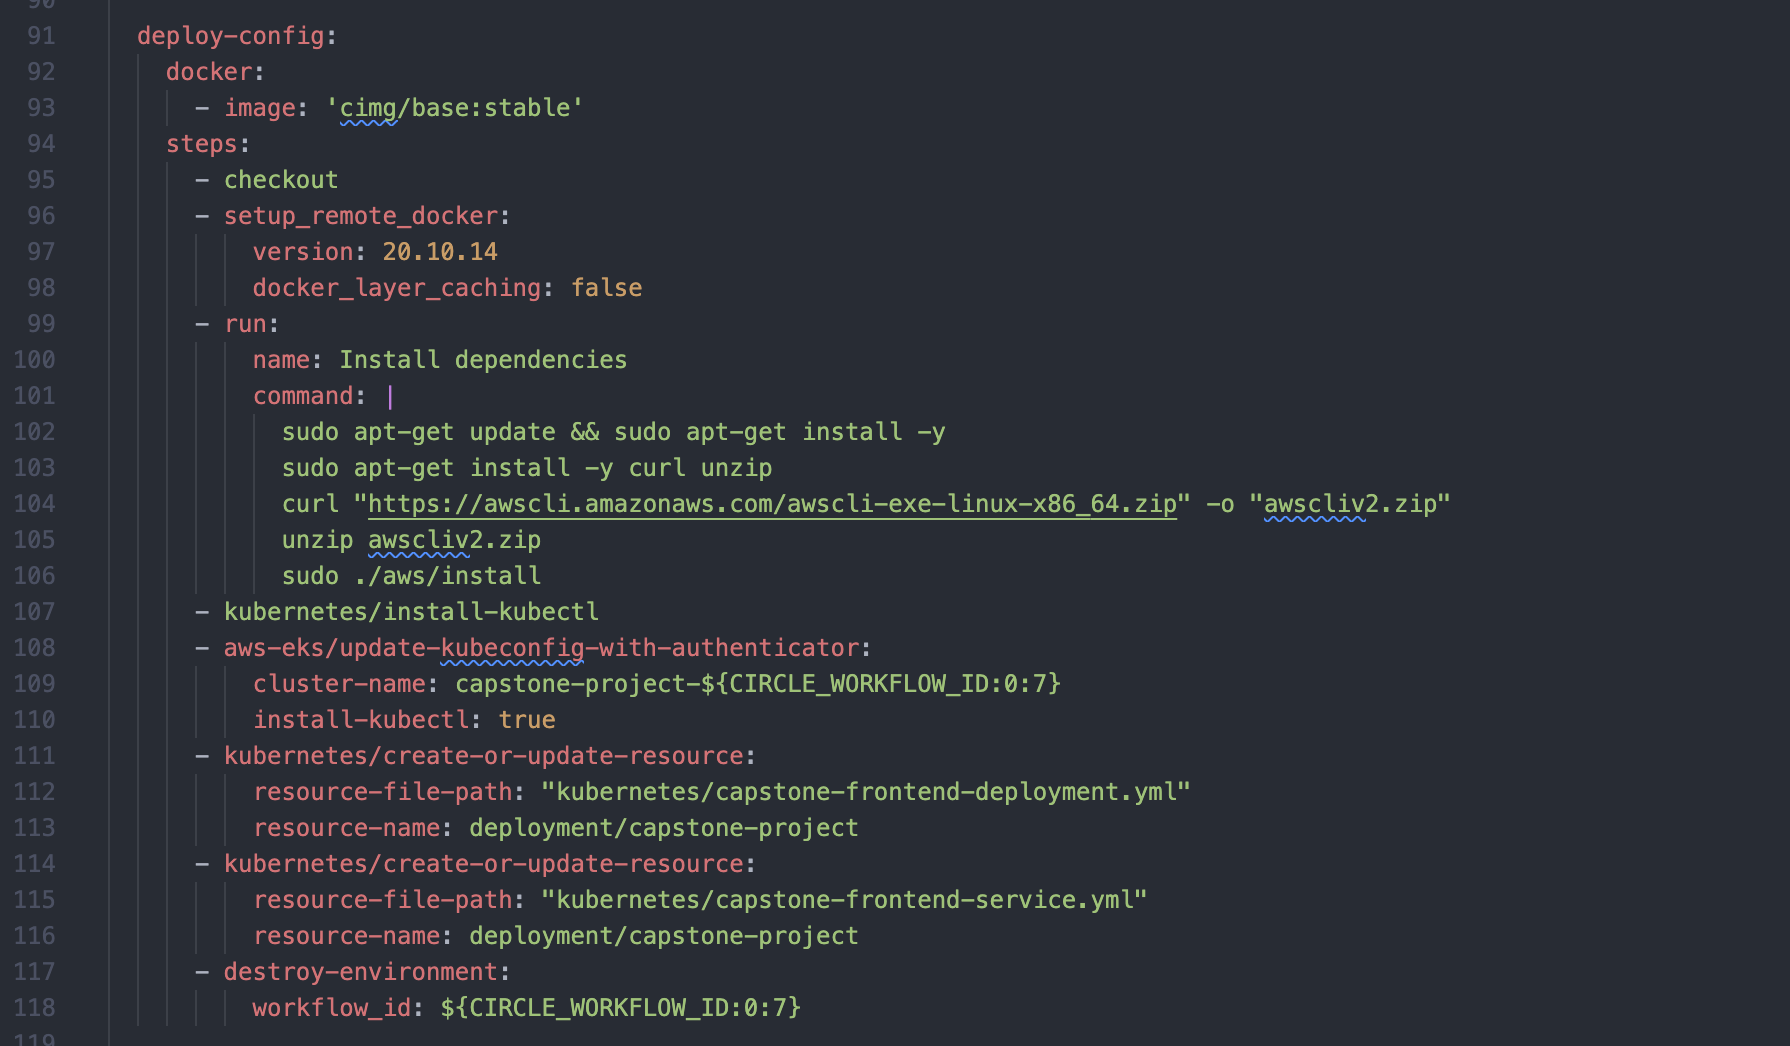 90
91 deploy-config:
92 docker:
93 - image: 'cimg/base:stable'
94 steps:
95 - checkout
96 - setup_remote_docker:
97 version: 20.10.14
98 docker_layer_caching: false
99 - run:
100 name: Install dependencies
101 command: |
102 sudo apt-get update && sudo apt-get install -y
103 sudo apt-get install -y curl unzip
104 curl "https://awscli.amazonaws.com/awscli-exe-linux-x86_64.zip" -o "awscliv2.zip"
105 unzip awscliv2.zip
106 sudo ./aws/install
107 - kubernetes/install-kubectl
108 - aws-eks/update-kubeconfig-with-authenticator:
109 cluster-name: capstone-project-${CIRCLE_WORKFLOW_ID:0:7}
110 install-kubectl: true
111 - kubernetes/create-or-update-resource:
112 resource-file-path: "kubernetes/capstone-frontend-deployment.yml"
113 resource-name: deployment/capstone-project
114 - kubernetes/create-or-update-resource:
115 resource-file-path: "kubernetes/capstone-frontend-service.yml"
116 resource-name: deployment/capstone-project
117 - destroy-environment:
118 workflow_id: ${CIRCLE_WORKFLOW_ID:0:7}
119